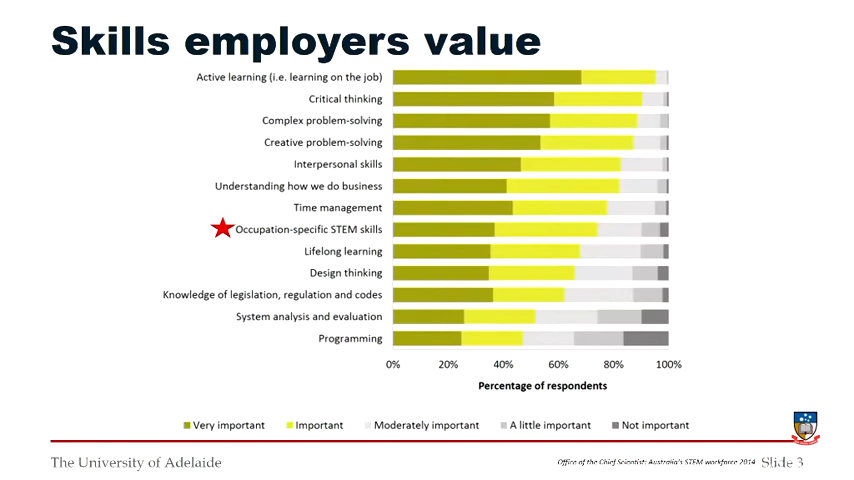 Skills employers value
Active learning (i.e. learning on the job)
Critical thinking
Complex problem-solving
Creative problem-solving
Interpersonal skills
Understanding how we do business
Time management
Occupation-specific STEM skills
Lifelong learning
Design thinking
Knowledge of legislation, regulation and codes
System analysis and evaluation
Programming
0% 20% 40% 60% 80% 100%
Percentage of respondents
Very important Important Moderately important A little important Not important
The University of Adelaide
Office of the Chief Scientist: Australia's STEM workforce 2014 Slide 3